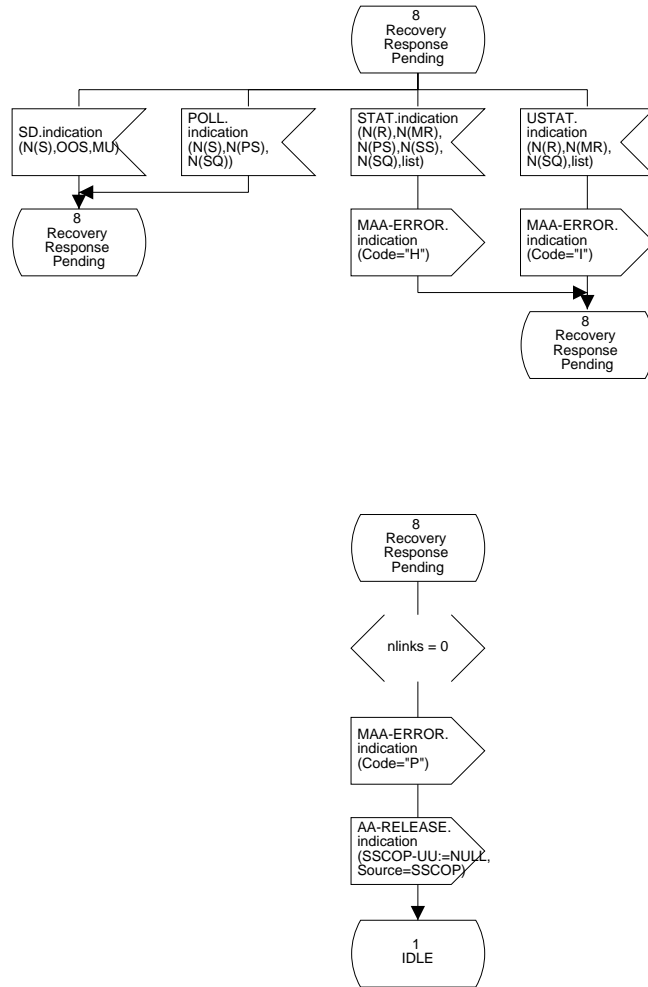 8
Recovery
Response
Pending
SD.indication
(N(S),OOS,MU)
POLL.
indication
(N(S),N(PS),
N(SQ))
STAT.indication
(N(R),N(MR),
N(PS),N(SS),
N(SQ),list)
USTAT.
indication
(N(R),N(MR),
N(SQ),list)
8
Recovery
Response
Pending
MAA-ERROR.
indication
(Code="H")
MAA-ERROR.
indication
(Code="I")
8
Recovery
Response
Pending
8
Recovery
Response
Pending
nlinks = 0
MAA-ERROR.
indication
(Code="P")
AA-RELEASE.
indication
(SSCOP-UU:=NULL,
Source=SSCOP)
1
IDLE